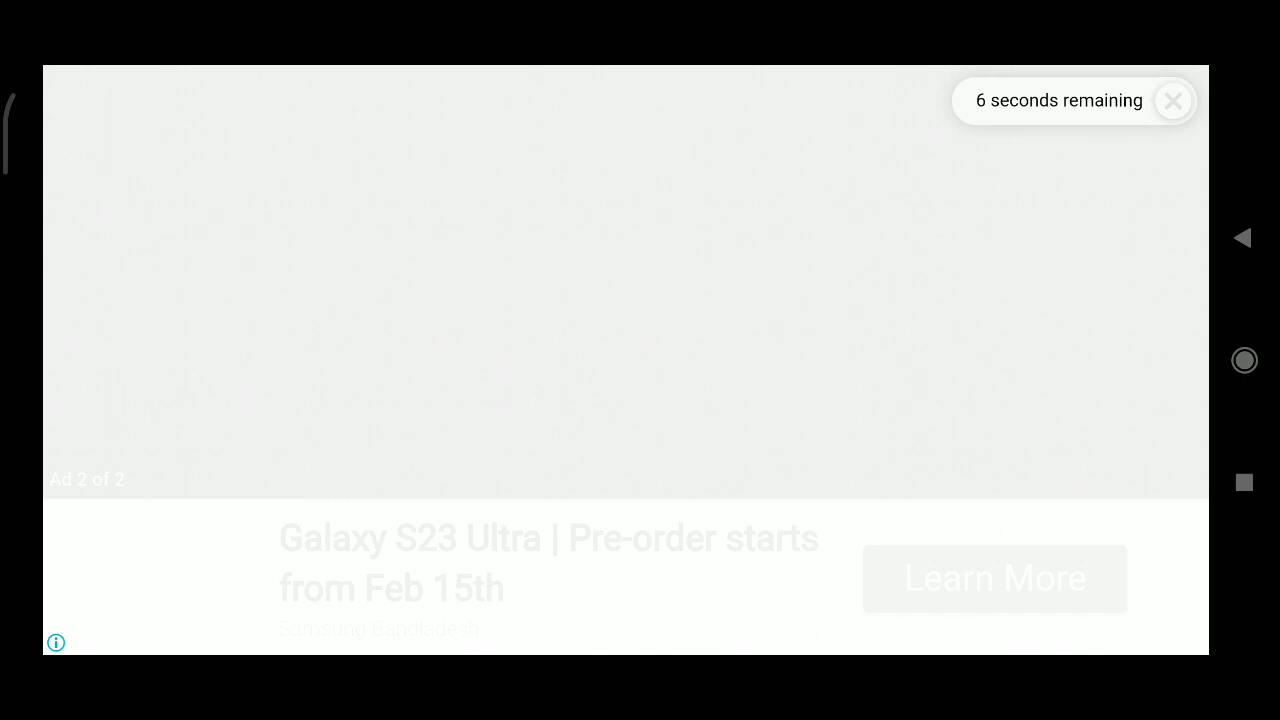 6 seconds remaining
Ad 2 of 2
Galaxy S23 Ultra | Pre-order starts
from Feb 15th
Learn More
Samsung Bangladesh